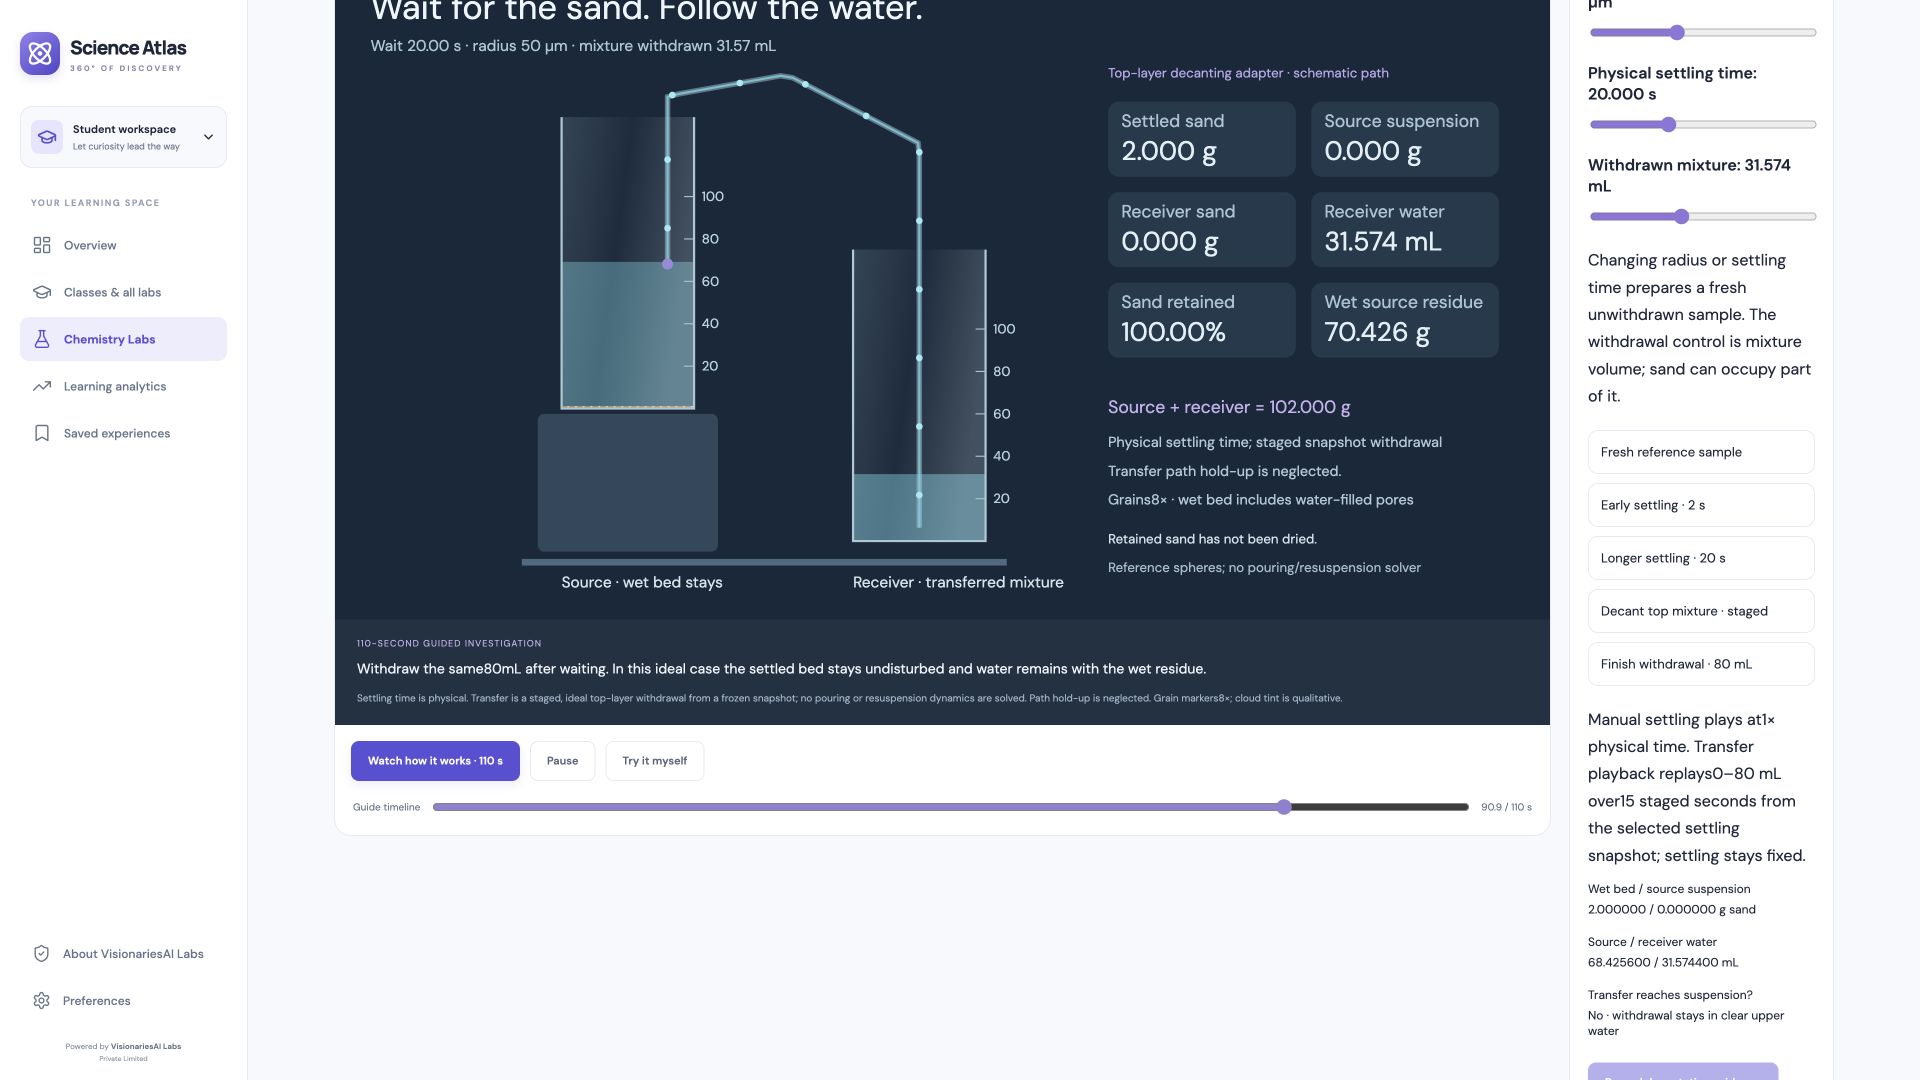 Science Atlas
360° OF DISCOVERY
Student workspace
Let curiosity lead the way
YOUR LEARNING SPACE
Overview
Classes & all labs
Chemistry Labs
Learning analytics
Saved experiences
About VisionariesAI Labs
Preferences
Powered by VisionariesAI Labs
Private Limited
Wait for the sand. Follow the water.
Wait 20.00 s · radius 50 µm · mixture withdrawn 31.57 mL
100
80
60
40
20
100
80
60
40
20
Source · wet bed stays
Receiver · transferred mixture
Top-layer decanting adapter · schematic path
Settled sand
2.000 g
Source suspension
0.000 g
Receiver sand
0.000 g
Receiver water
31.574 mL
Sand retained
100.00%
Wet source residue
70.426 g
Source + receiver = 102.000 g
Physical settling time; staged snapshot withdrawal
Transfer path hold-up is neglected.
Grains8× · wet bed includes water-filled pores
Retained sand has not been dried.
Reference spheres; no pouring/resuspension solver
110-SECOND GUIDED INVESTIGATION
Withdraw the same80mL after waiting. In this ideal case the settled bed stays undisturbed and water remains with the wet residue.
Settling time is physical. Transfer is a staged, ideal top-layer withdrawal from a frozen snapshot; no pouring or resuspension dynamics are solved. Path hold-up is neglected. Grain markers8×; cloud tint is qualitative.
Watch how it works · 110 s
Pause
Try it myself
Guide timeline
90.9 / 110 s
µm
Physical settling time:
20.000 s
Withdrawn mixture: 31.574
mL
Changing radius or settling
time prepares a fresh
unwithdrawn sample. The
withdrawal control is mixture
volume; sand can occupy part
of it.
Fresh reference sample
Early settling · 2 s
Longer settling · 20 s
Decant top mixture · staged
Finish withdrawal · 80 mL
Manual settling plays at1×
physical time. Transfer
playback replays0–80 mL
over15 staged seconds from
the selected settling
snapshot; settling stays fixed.
Wet bed / source suspension
2.000000 / 0.000000 g sand
Source / receiver water
68.425600 / 31.574400 mL
Transfer reaches suspension?
No · withdrawal stays in clear upper
water